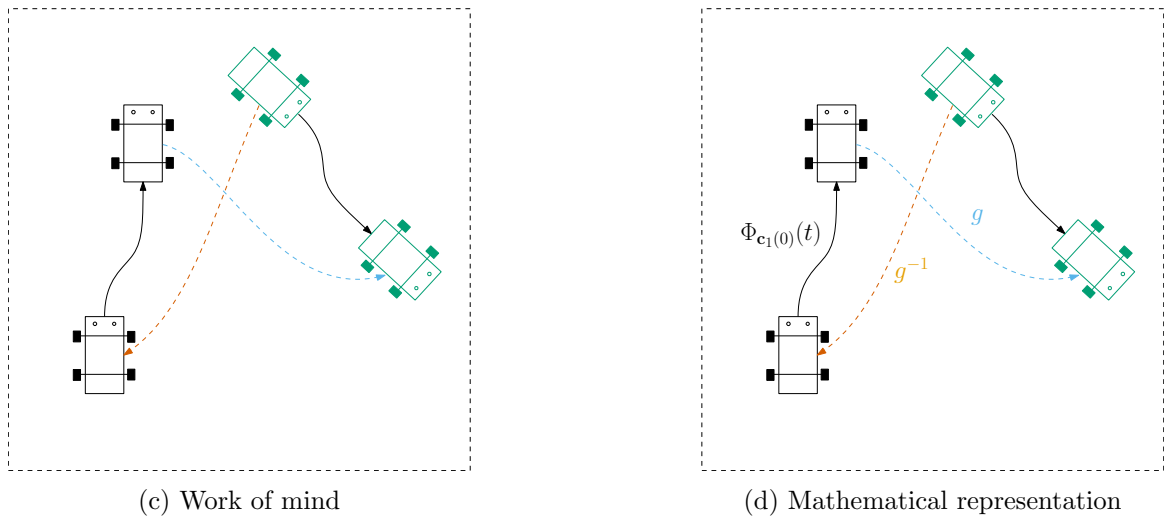 Φ_{c_1(0)}(t)
g
g^{-1}
(c) Work of mind
(d) Mathematical representation